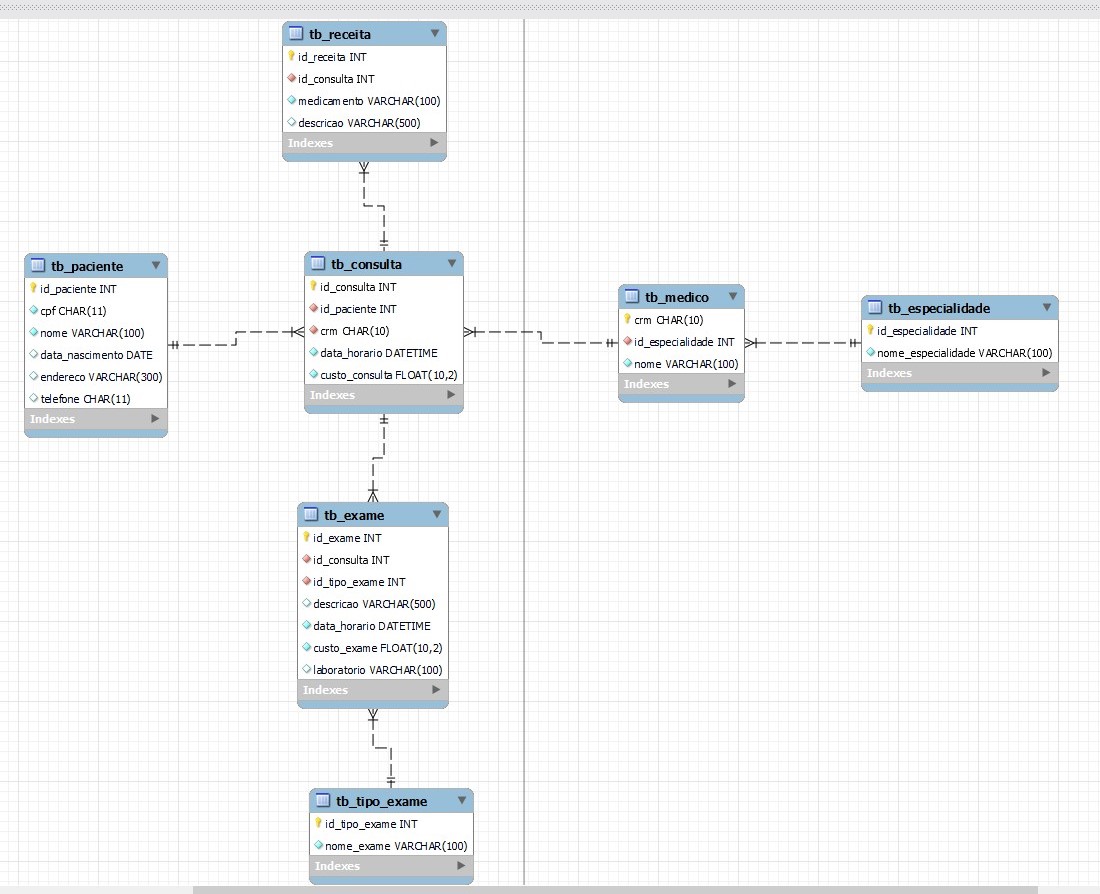 tb_receita
id_receita INT
id_consulta INT
medicamento VARCHAR(100)
descricao VARCHAR(500)
Indexes
tb_paciente
id_paciente INT
cpf CHAR(11)
nome VARCHAR(100)
data_nascimento DATE
endereco VARCHAR(300)
telefone CHAR(11)
Indexes
tb_consulta
id_consulta INT
id_paciente INT
crm CHAR(10)
data_horario DATETIME
custo_consulta FLOAT(10,2)
Indexes
tb_medico
crm CHAR(10)
id_especialidade INT
nome VARCHAR(100)
Indexes
tb_especialidade
id_especialidade INT
nome_especialidade VARCHAR(100)
Indexes
tb_exame
id_exame INT
id_consulta INT
id_tipo_exame INT
descricao VARCHAR(500)
data_horario DATETIME
custo_exame FLOAT(10,2)
laboratorio VARCHAR(100)
Indexes
tb_tipo_exame
id_tipo_exame INT
nome_exame VARCHAR(100)
Indexes